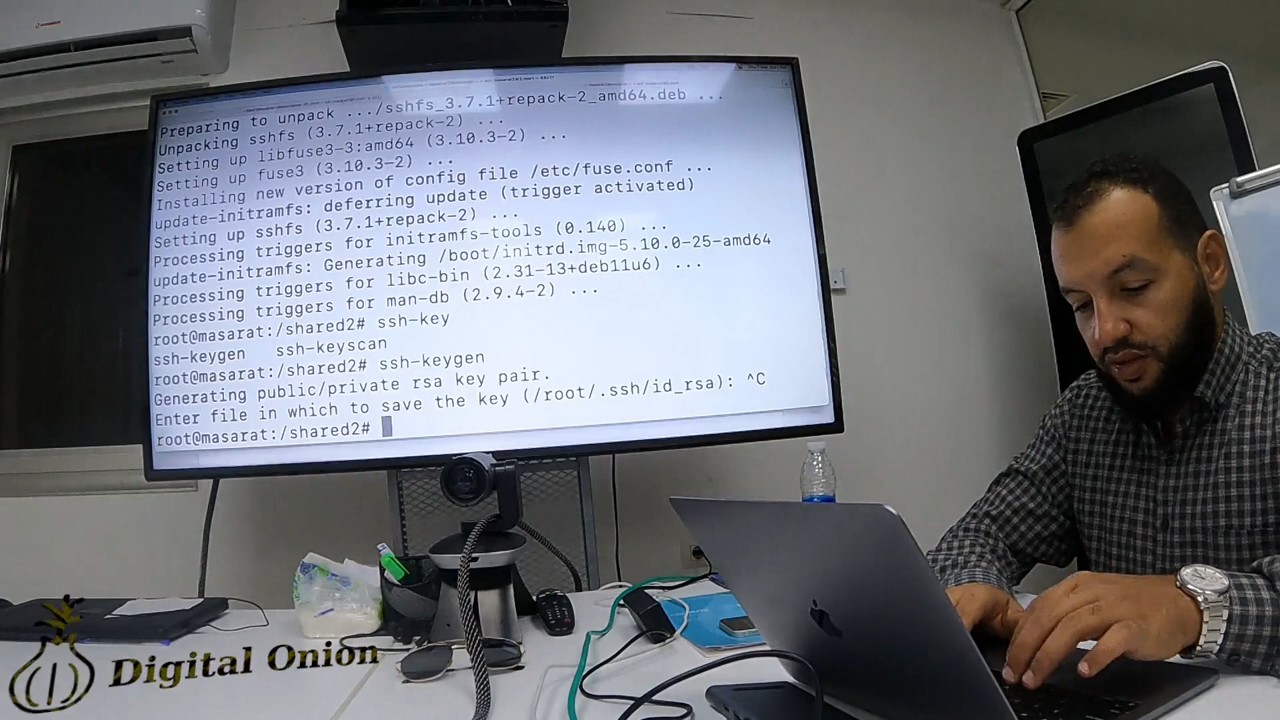 Preparing to unpack .../sshfs_3.7.1+repack-2_amd64.deb ...
Unpacking sshfs (3.7.1+repack-2) ...
Setting up libfuse3-3:amd64 (3.10.3-2) ...
Setting up fuse3 (3.10.3-2) ...
Installing new version of config file /etc/fuse.conf ...
update-initramfs: deferring update (trigger activated)
Setting up sshfs (3.7.1+repack-2) ...
Processing triggers for initramfs-tools (0.140) ...
update-initramfs: Generating /boot/initrd.img-5.10.0-25-amd64
Processing triggers for libc-bin (2.31-13+deb11u6) ...
Processing triggers for man-db (2.9.4-2) ...
root@masarat:/shared2# ssh-key
ssh-keygen ssh-keyscan
root@masarat:/shared2# ssh-keygen
Generating public/private rsa key pair.
Enter file in which to save the key (/root/.ssh/id_rsa): ^C
root@masarat:/shared2#
Digital Onion